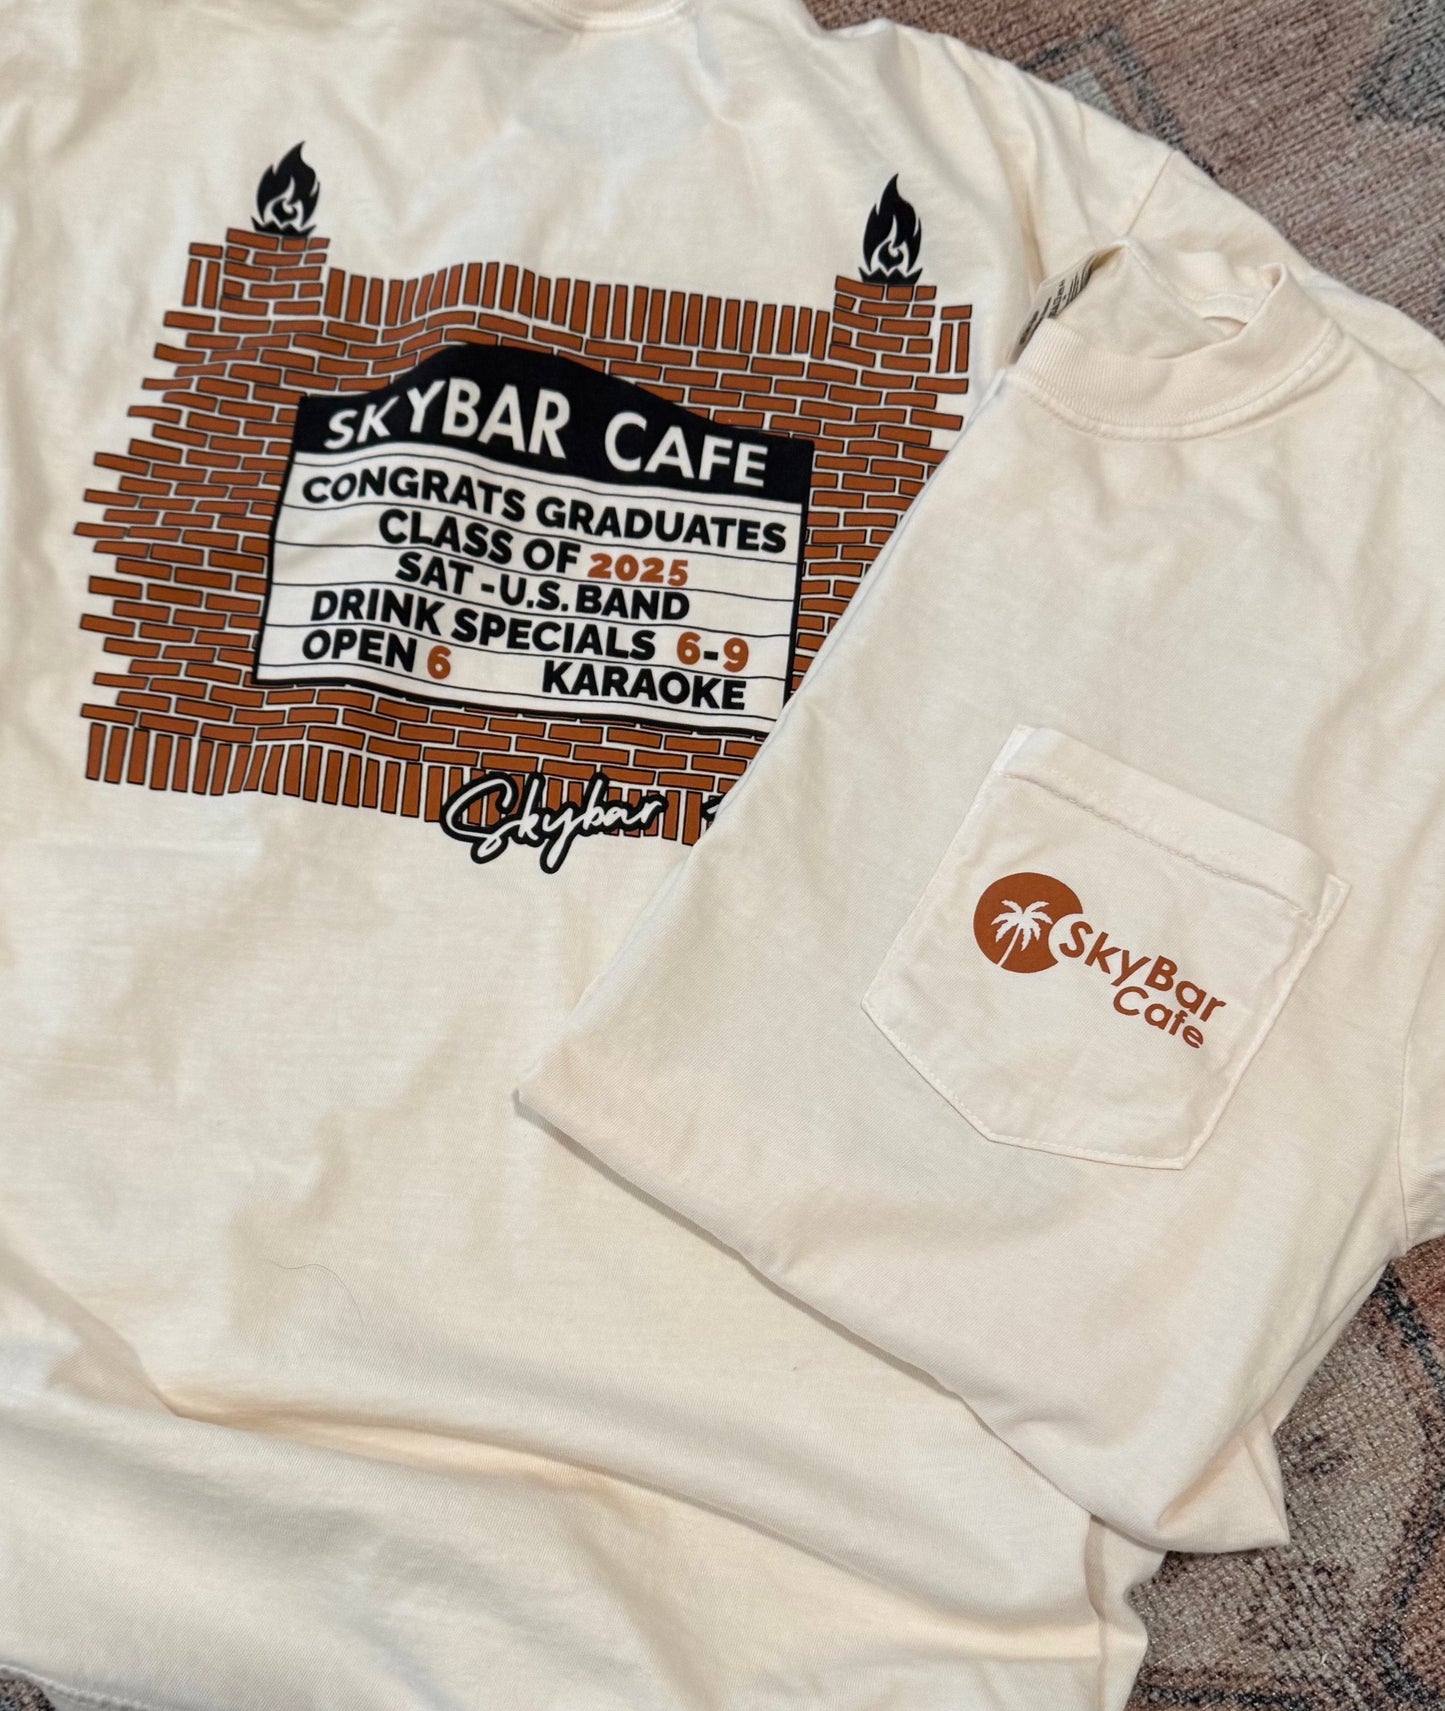 SKYBAR CAFE
CONGRATS GRADUATES
CLASS OF 2025
SAT - U.S. BAND
DRINK SPECIALS 6-9
OPEN 6 KARAOKE
Skybar
SkyBar
Cafe